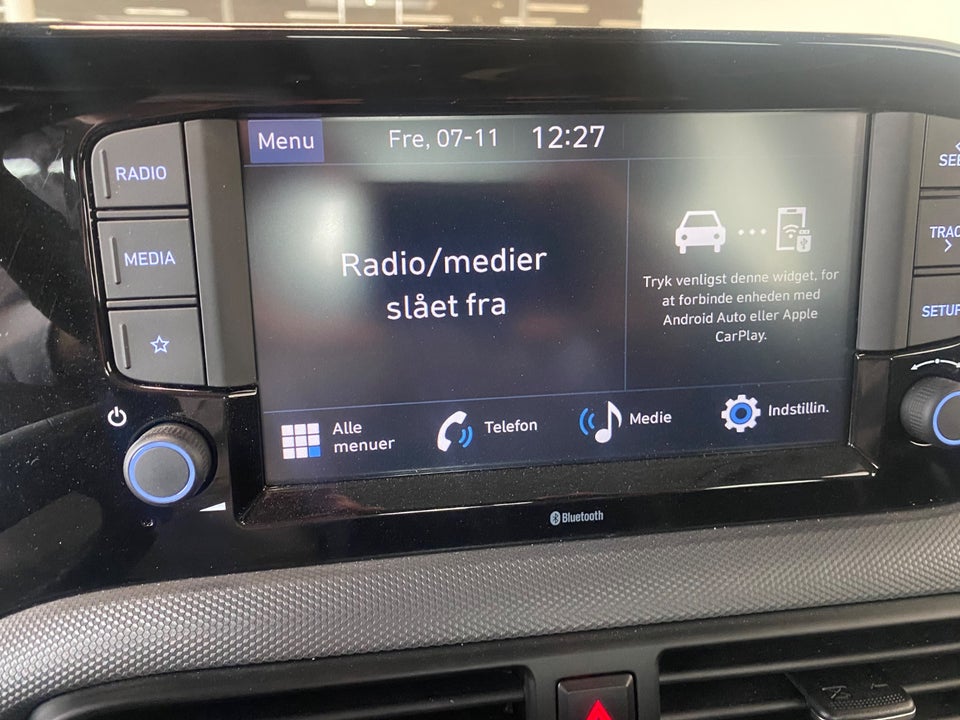 RADIO
MEDIA
Menu
Fre, 07-11
12:27
Radio/medier
slået fra
Tryk venligst denne widget, for
at forbinde enheden med
Android Auto eller Apple
CarPlay.
Alle
menuer
Telefon
Medie
Indstillin.
TRAC
SETUP
Bluetooth